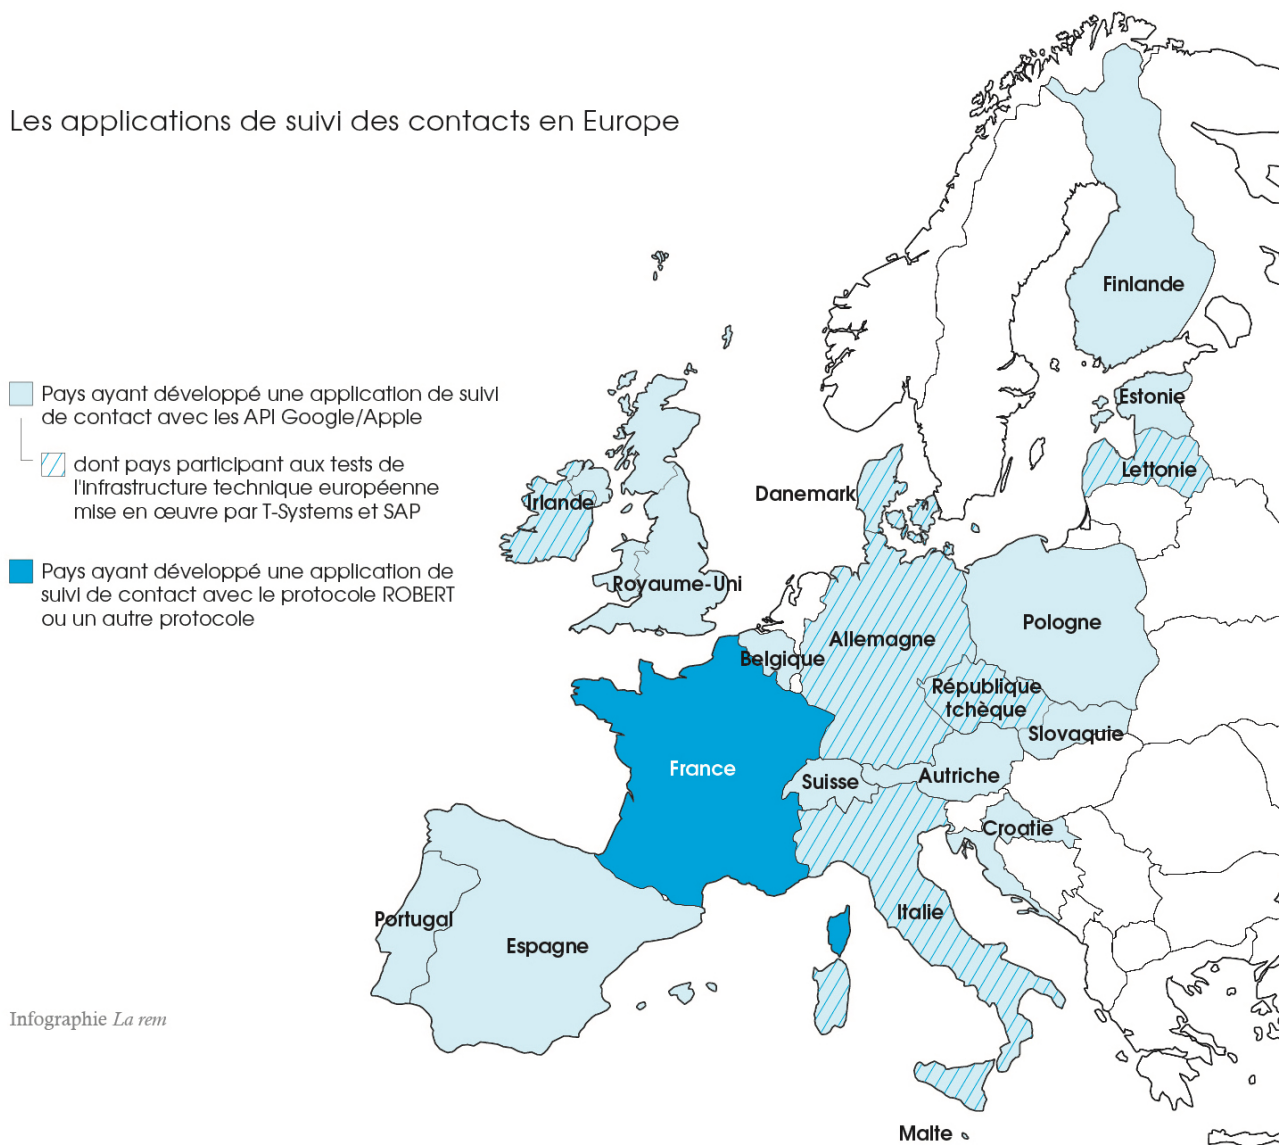 Les applications de suivi des contacts en Europe
Pays ayant développé une application de suivi
de contact avec les API Google/Apple
dont pays participant aux tests de
l'infrastructure technique européenne
mise en œuvre par T-Systems et SAP
Pays ayant développé une application de
suivi de contact avec le protocole ROBERT
ou un autre protocole
Finlande
Estonie
Lettonie
Danemark
Irlande
Royaume-Uni
Pologne
Allemagne
Belgique
République
tchèque
Slovaquie
France
Suisse
Autriche
Croatie
Italie
Portugal
Espagne
Malte
Infographie La rem